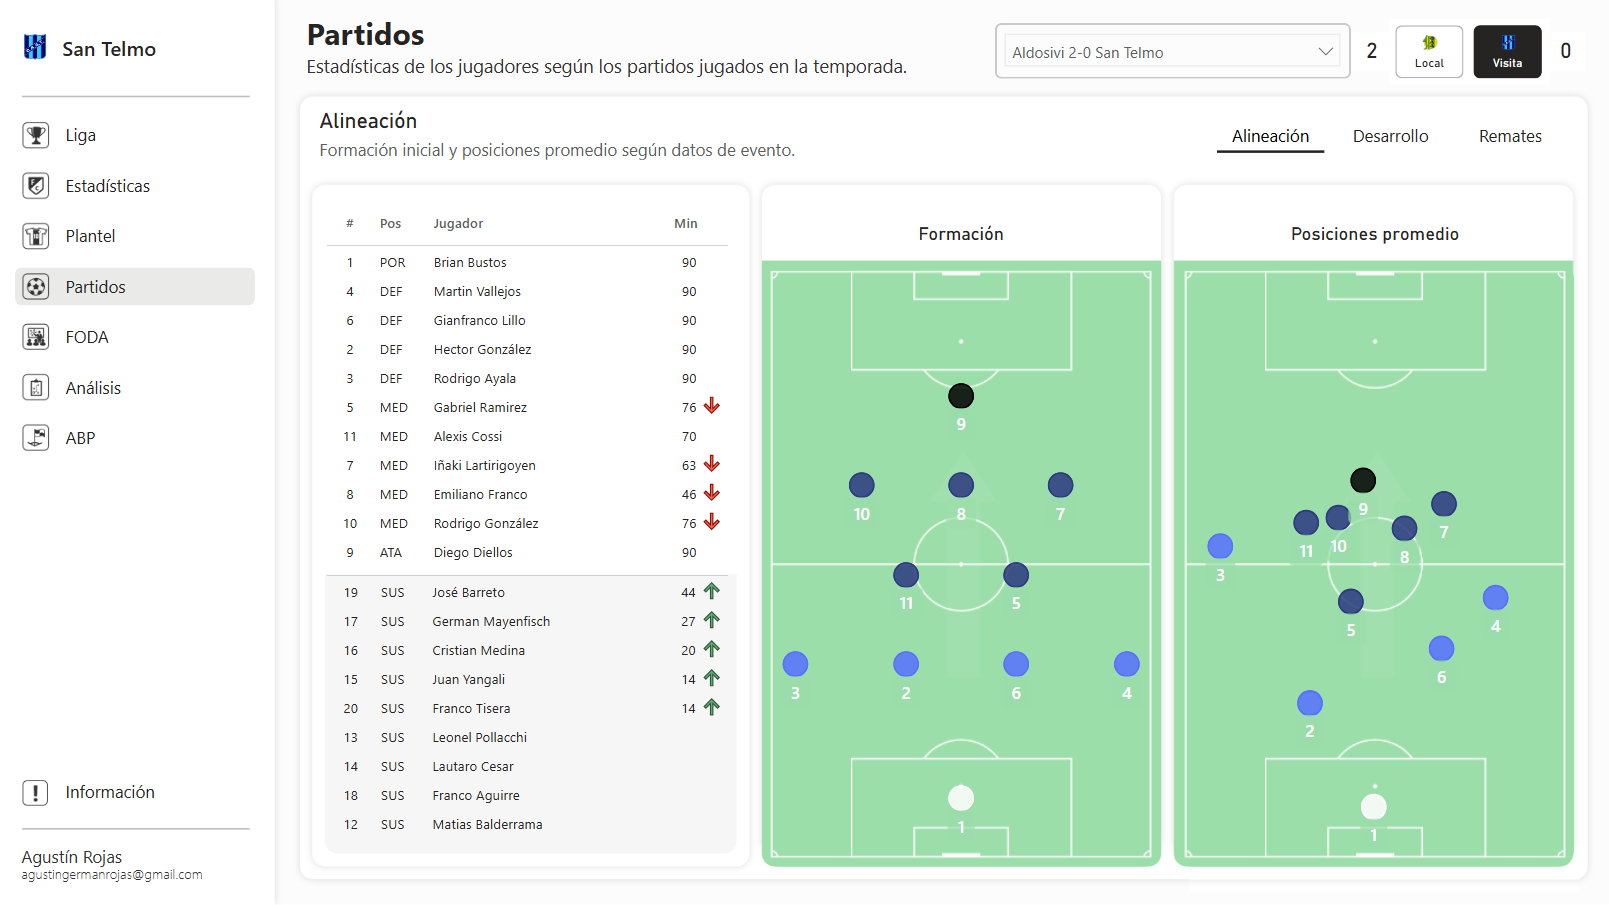 San Telmo
Liga
Estadísticas
Plantel
Partidos
FODA
Análisis
ABP
Información
Agustín Rojas
agustingermanrojas@gmail.com
Partidos
Estadísticas de los jugadores según los partidos jugados en la temporada.
Aldosivi 2-0 San Telmo
2
Local
Visita
0
Alineación
Formación inicial y posiciones promedio según datos de evento.
Alineación Desarrollo Remates
# Pos Jugador Min
1 POR Brian Bustos 90
4 DEF Martin Vallejos 90
6 DEF Gianfranco Lillo 90
2 DEF Hector González 90
3 DEF Rodrigo Ayala 90
5 MED Gabriel Ramirez 76
11 MED Alexis Cossi 70
7 MED Iñaki Lartirigoyen 63
8 MED Emiliano Franco 46
10 MED Rodrigo González 76
9 ATA Diego Diellos 90
19 SUS José Barreto 44
17 SUS German Mayenfisch 27
16 SUS Cristian Medina 20
15 SUS Juan Yangali 14
20 SUS Franco Tisera 14
13 SUS Leonel Pollacchi
14 SUS Lautaro Cesar
18 SUS Franco Aguirre
12 SUS Matias Balderrama
Formación
9
10 8 7
11 5
3 2 6 4
1
Posiciones promedio
9
7
11 10 8
3
4
5
6
2
1